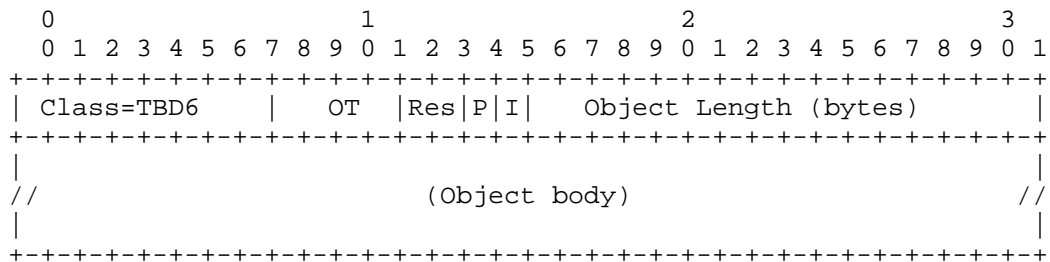 0                   1                   2                   3
 0 1 2 3 4 5 6 7 8 9 0 1 2 3 4 5 6 7 8 9 0 1 2 3 4 5 6 7 8 9 0 1
+-+-+-+-+-+-+-+-+-+-+-+-+-+-+-+-+-+-+-+-+-+-+-+-+-+-+-+-+-+-+-+-+
| Class=TBD6    |   OT  |Res|P|I|   Object Length (bytes)       |
+-+-+-+-+-+-+-+-+-+-+-+-+-+-+-+-+-+-+-+-+-+-+-+-+-+-+-+-+-+-+-+-+
|                                                               |
//                        (Object body)                        //
|                                                               |
+-+-+-+-+-+-+-+-+-+-+-+-+-+-+-+-+-+-+-+-+-+-+-+-+-+-+-+-+-+-+-+-+